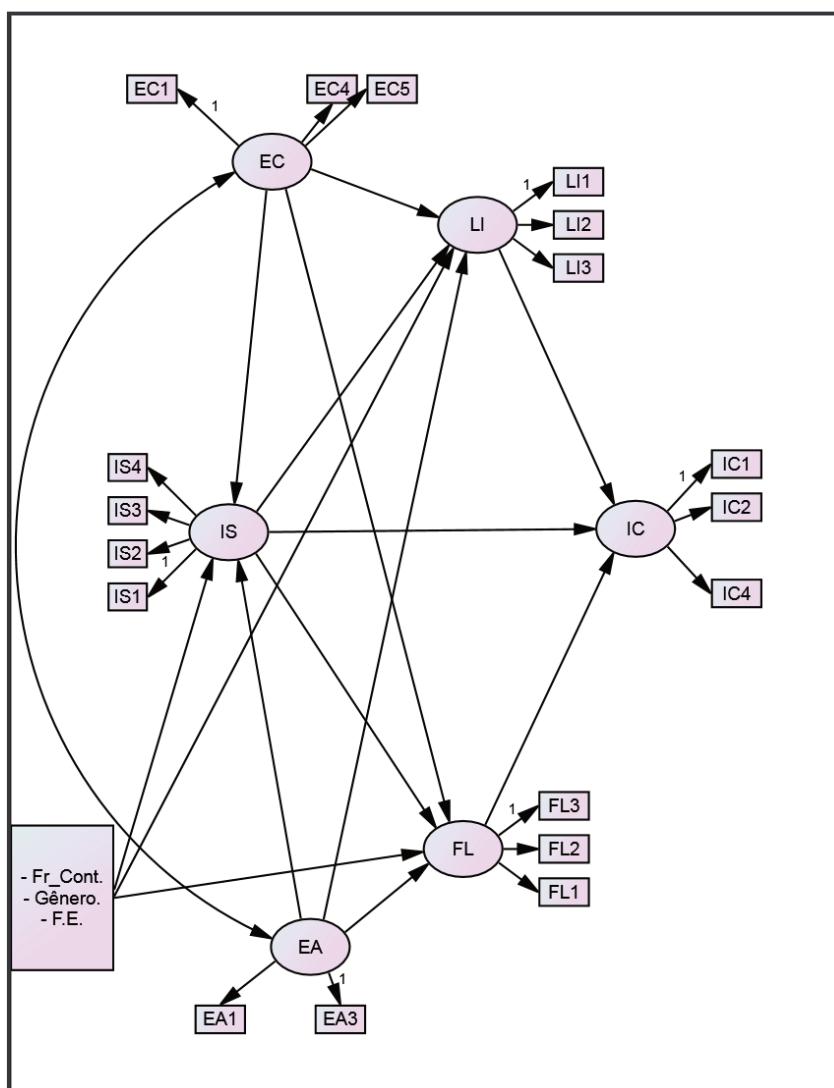 EC1
1
EC4
EC5
EC
LI
1
LI1
LI2
LI3
IS4
IS3
IS2
1
IS1
IS
IC
1
IC1
IC2
IC4
- Fr_Cont.
- Gênero.
- F.E.
FL
1
FL3
FL2
FL1
EA
1
EA1
EA3